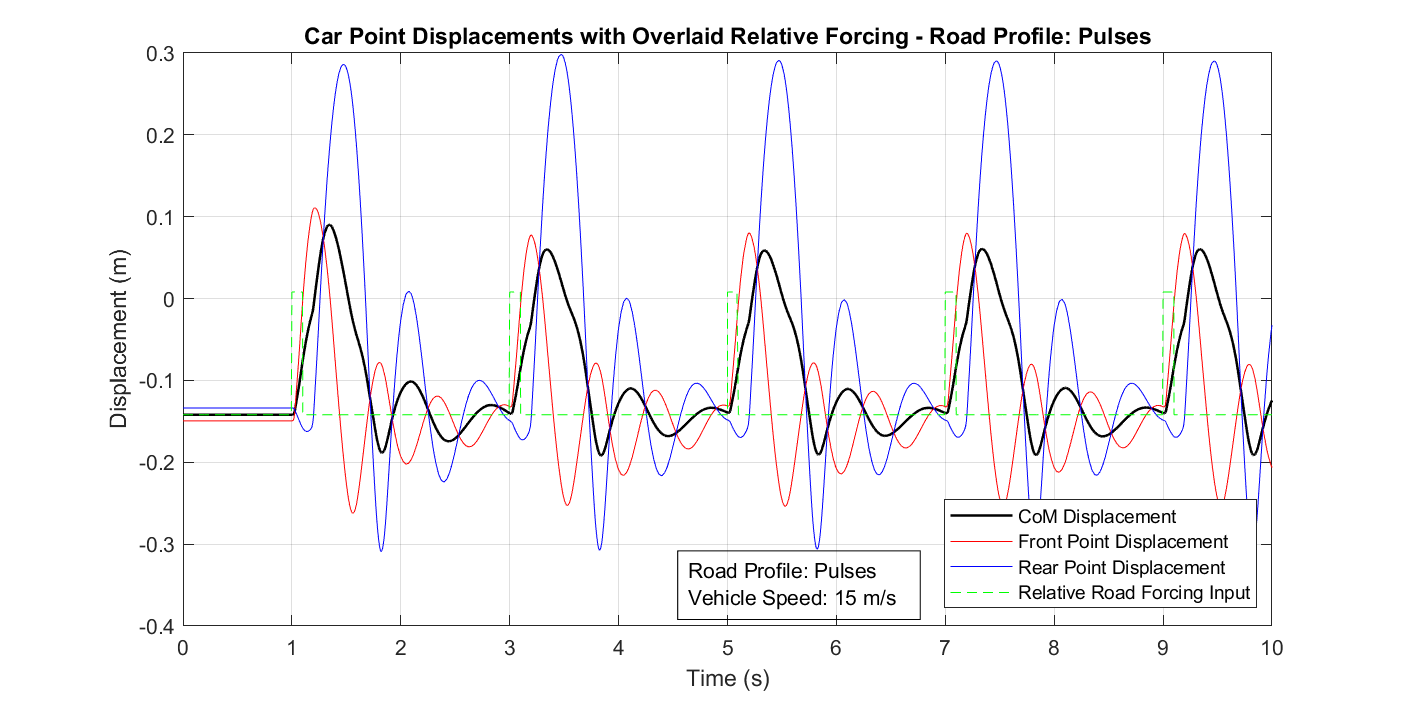 Car Point Displacements with Overlaid Relative Forcing - Road Profile: Pulses
0.3
0.2
0.1
0
-0.1
-0.2
-0.3
-0.4
Displacement (m)
0 1 2 3 4 5 6 7 8 9 10
Time (s)
Road Profile: Pulses
Vehicle Speed: 15 m/s
CoM Displacement
Front Point Displacement
Rear Point Displacement
Relative Road Forcing Input